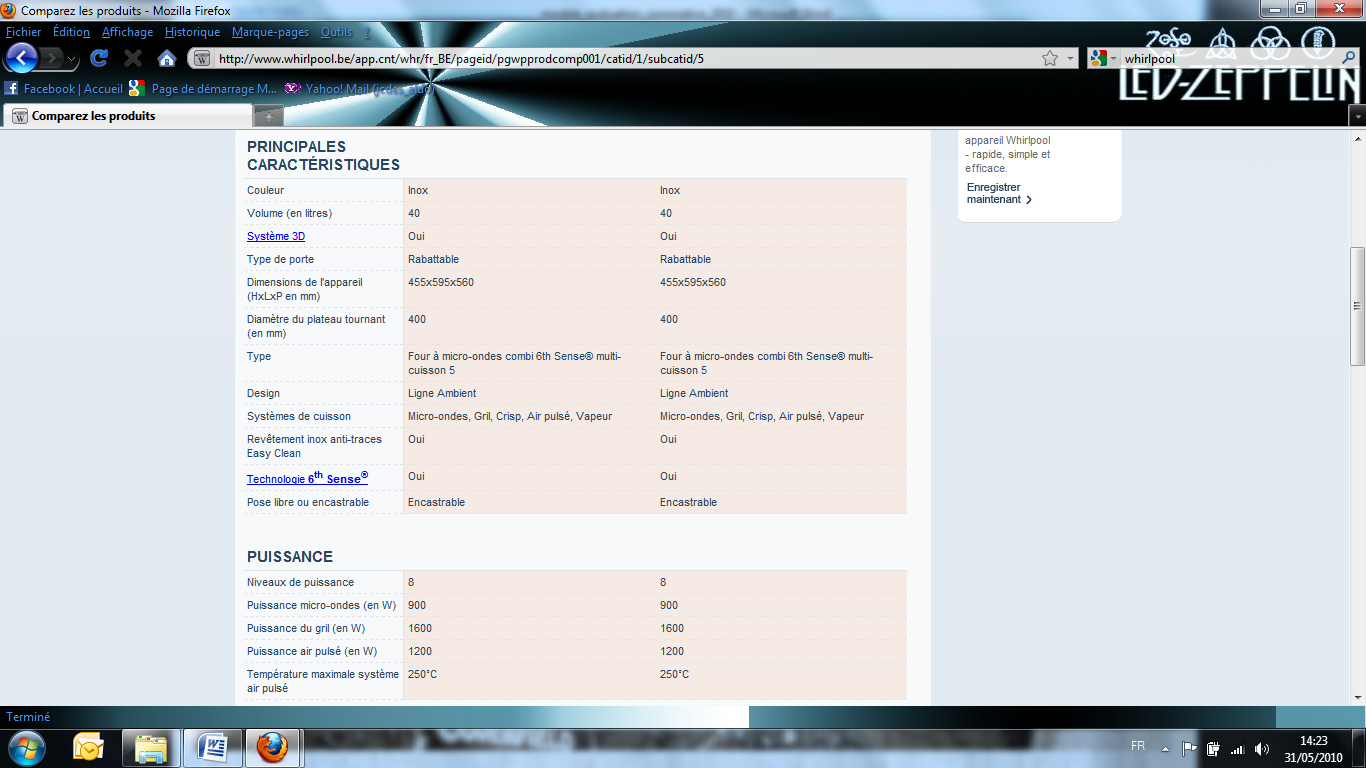 Comparez les produits - Mozilla Firefox
Fichier Édition Affichage Historique Marque-pages Outils ?
http://www.whirlpool.be/app.cnt/whr/fr_BE/pageid/pgwpprodcomp001/catid/1/subcatid/5
whirlpool
Facebook | Accueil Page de démarrage M...
LED-ZEPPELIN
Comparez les produits
PRINCIPALES
CARACTÉRISTIQUES
Couleur Inox Inox
Volume (en litres) 40 40
Système 3D Oui Oui
Type de porte Rabattable Rabattable
Dimensions de l'appareil 455x595x560 455x595x560
(HxLxP en mm)
Diamètre du plateau tournant 400 400
(en mm)
Type Four à micro-ondes combi 6th Sense® multi- Four à micro-ondes combi 6th Sense® multi-
cuisson 5 cuisson 5
Design Ligne Ambient Ligne Ambient
Systèmes de cuisson Micro-ondes, Gril, Crisp, Air pulsé, Vapeur Micro-ondes, Gril, Crisp, Air pulsé, Vapeur
Revêtement inox anti-traces Oui Oui
Easy Clean
Technologie 6th Sense® Oui Oui
Pose libre ou encastrable Encastrable Encastrable
PUISSANCE
Niveaux de puissance 8 8
Puissance micro-ondes (en W) 900 900
Puissance du gril (en W) 1600 1600
Puissance air pulsé (en W) 1200 1200
Température maximale système 250°C 250°C
air pulsé
appareil Whirlpool
- rapide, simple et
efficace.
Enregistrer
maintenant
Terminé
FR
14:23
31/05/2010